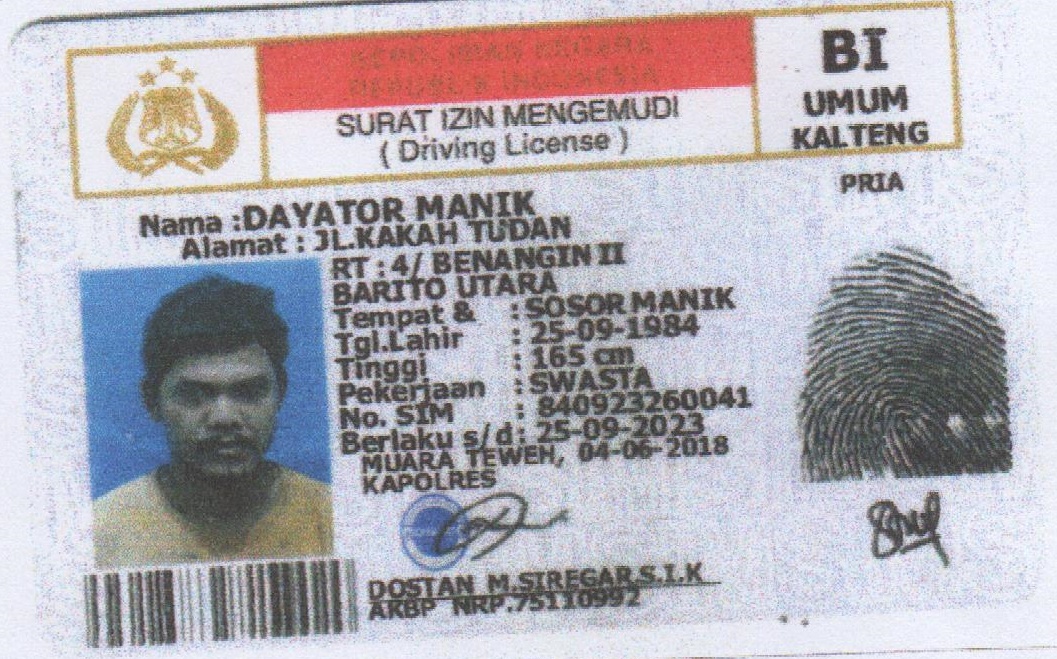 KEPOLISIAN NEGARA
REPUBLIK INDONESIA
SURAT IZIN MENGEMUDI
( Driving License )
BI
UMUM
KALTENG
PRIA
Nama :DAYATOR MANIK
Alamat : JL.KAKAH TUDAN
RT : 4/ BENANGIN II
BARITO UTARA
Tempat & : SOSOR MANIK
Tgl.Lahir : 25-09-1984
Tinggi : 165 cm
Pekerjaan : SWASTA
No. SIM : 840923260041
Berlaku s/d : 25-09-2023
MUARA TEWEH, 04-06-2018
KAPOLRES
DOSTAN M.SIREGAR,S.I.K
AKBP NRP.75110992